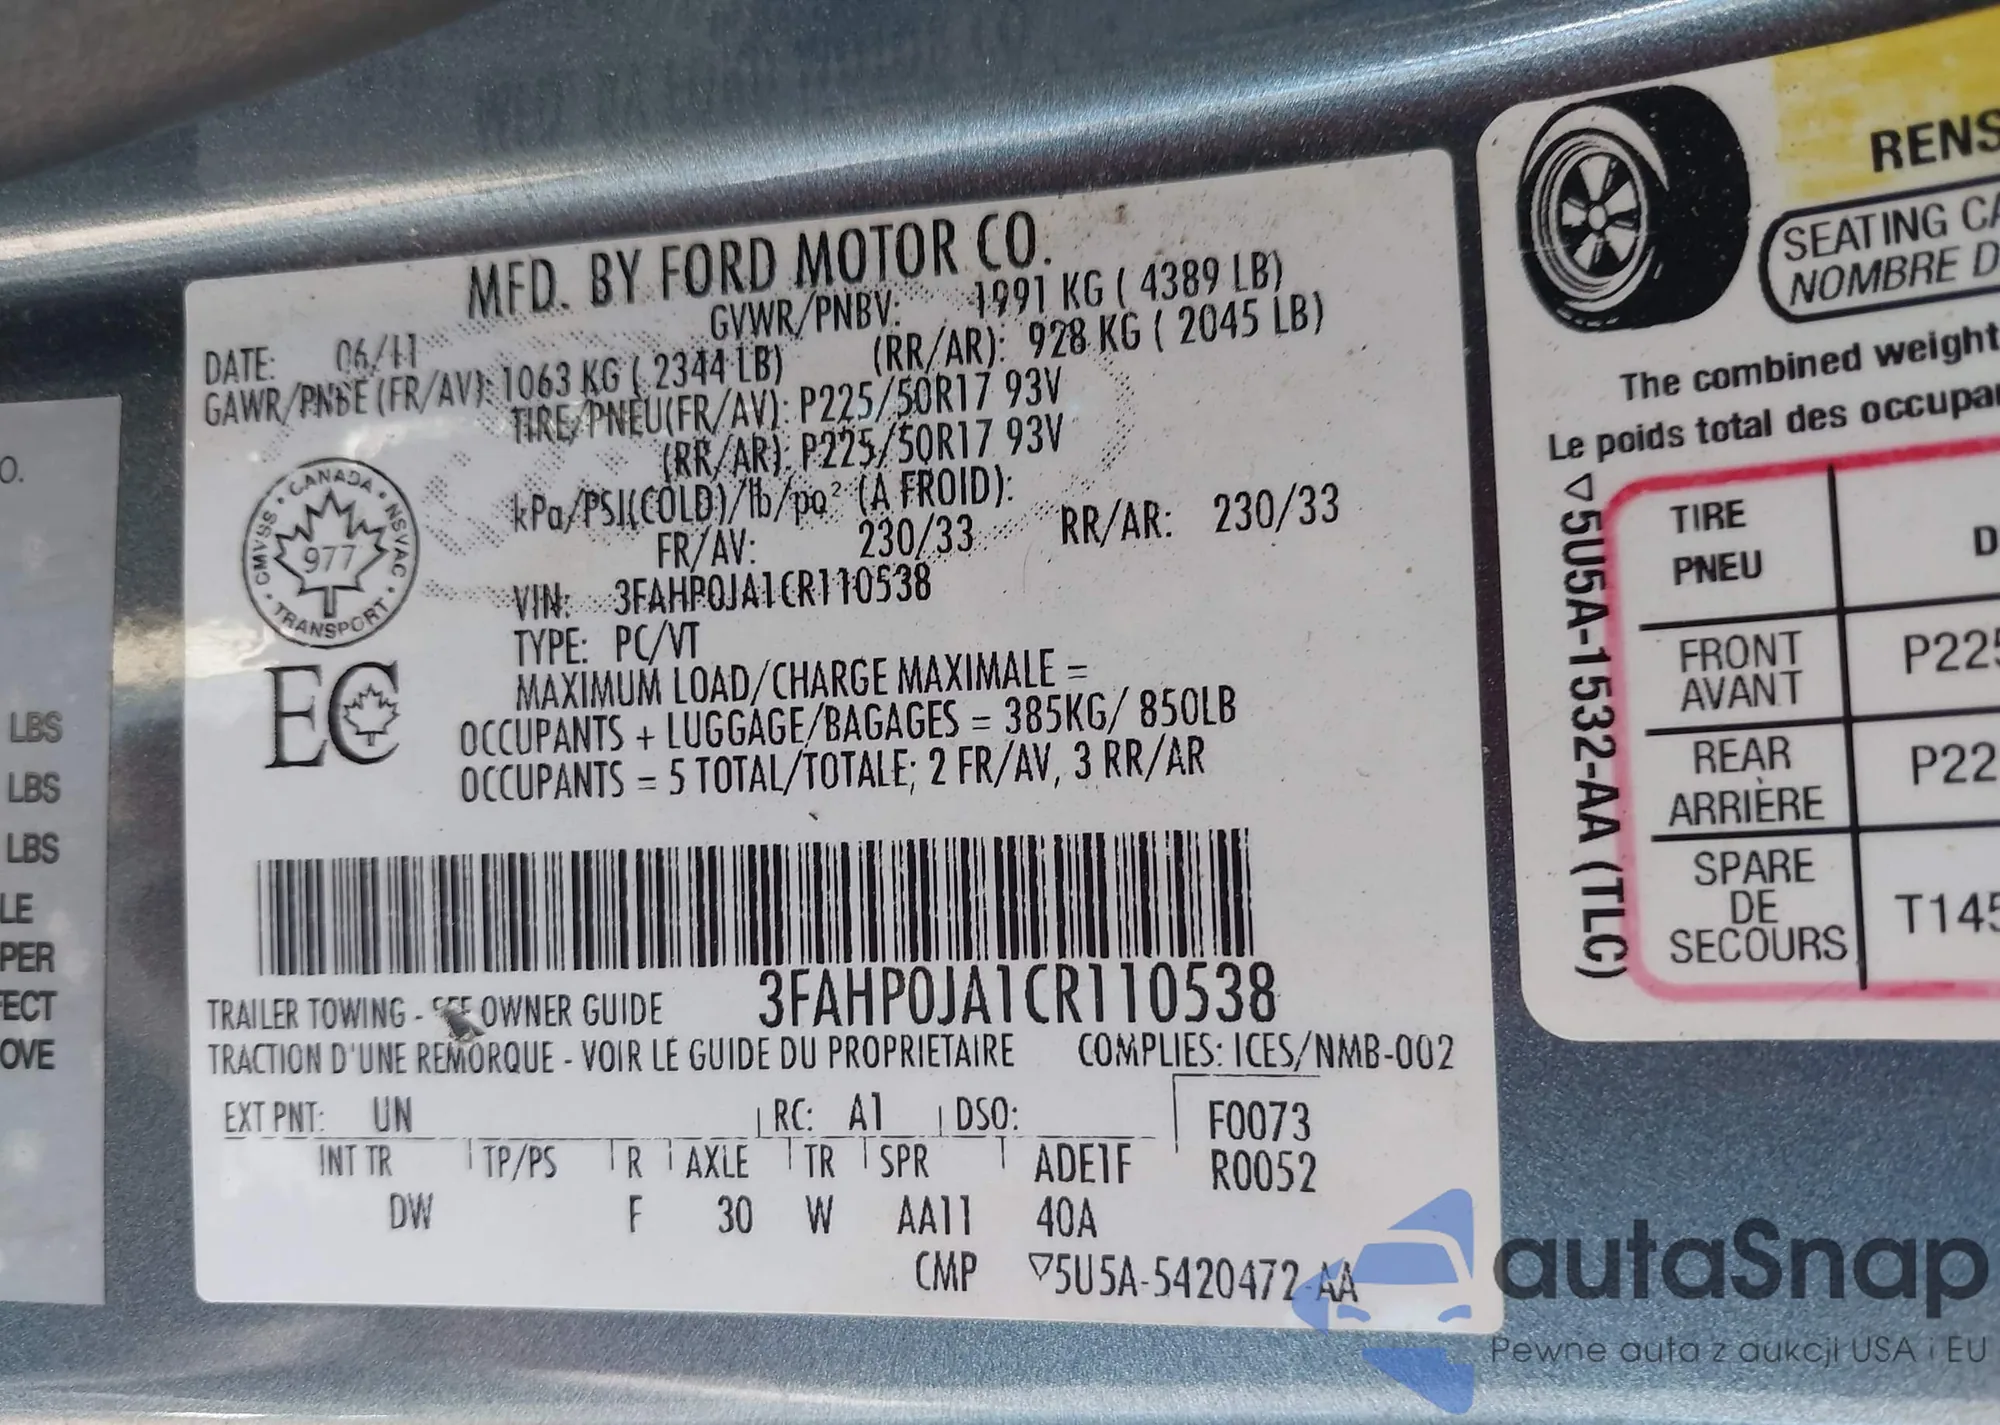 MFD. BY FORD MOTOR CO.
DATE: 06/11 GVWR/PNBV: 1991 KG ( 4389 LB)
GAWR/PNBE (FR/AV): 1063 KG ( 2344 LB) (RR/AR): 928 KG ( 2045 LB)
TIRE/PNEU(FR/AV): P225/50R17 93V
(RR/AR): P225/50R17 93V
kPa/PSI(COLD)/lb/pq² (A FROID):
FR/AV: 230/33 RR/AR: 230/33
VIN: 3FAHP0JA1CR110538
TYPE: PC/VT
MAXIMUM LOAD/CHARGE MAXIMALE =
OCCUPANTS + LUGGAGE/BAGAGES = 385KG/ 850LB
OCCUPANTS = 5 TOTAL/TOTALE; 2 FR/AV, 3 RR/AR
CANADA · NSVAC · TRANSPORT · CMVSS ·
977
EC
3FAHP0JA1CR110538
TRAILER TOWING - SEE OWNER GUIDE
TRACTION D'UNE REMORQUE - VOIR LE GUIDE DU PROPRIETAIRE COMPLIES: ICES/NMB-002
EXT PNT: UN RC: A1 DSO: F0073
INT TR TP/PS R AXLE TR SPR ADE1F R0052
DW F 30 W AA11 40A
CMP ▽5U5A-5420472-AA
O.
LBS
LBS
LBS
LE
PER
FECT
OVE
RENS
SEATING CA
NOMBRE D
The combined weight
Le poids total des occupa
▽5U5A-1532-AA (TLC)
TIRE
PNEU
D
FRONT
AVANT
P225
REAR
ARRIÈRE
P22
SPARE
DE
SECOURS
T145
autaSnap
Pewne auta z aukcji USA i EU